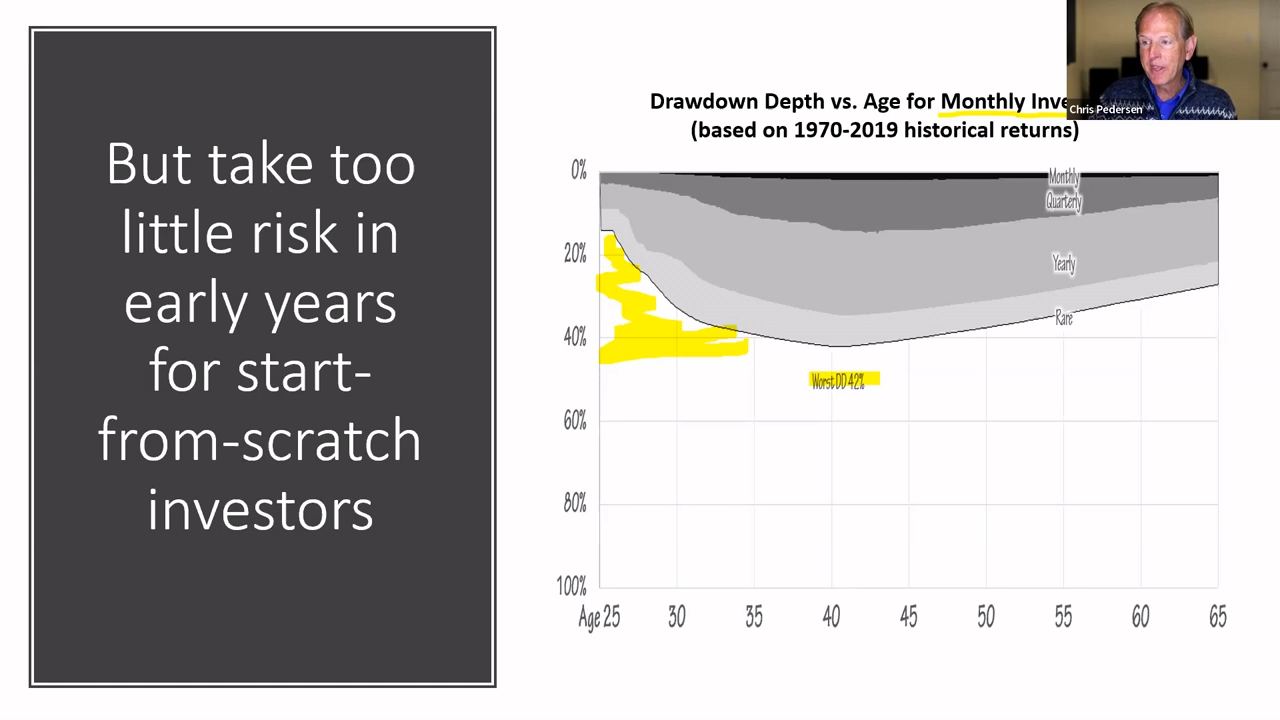 But take too
little risk in
early years
for start-
from-scratch
investors
Drawdown Depth vs. Age for Monthly Inve
(based on 1970-2019 historical returns)
Chris Pedersen
0%
20%
40%
60%
80%
100%
Monthly
Quarterly
Yearly
Rare
Worst DD 42%
Age 25 30 35 40 45 50 55 60 65